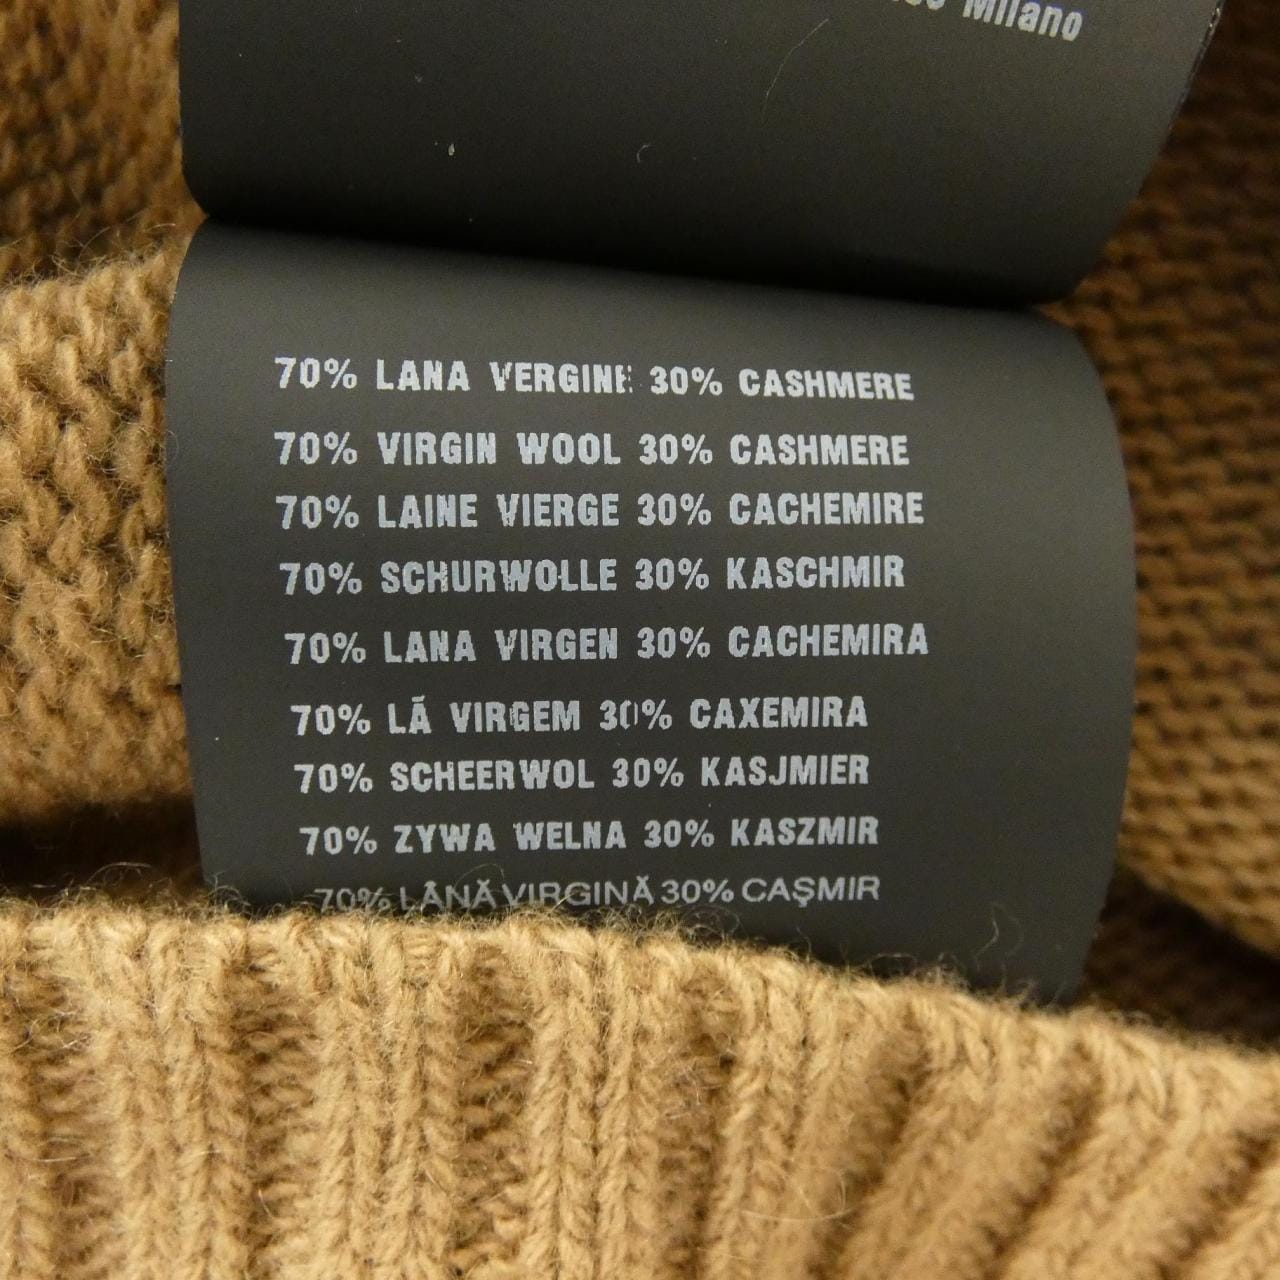 Milano
70% LANA VERGINE 30% CASHMERE
70% VIRGIN WOOL 30% CASHMERE
70% LAINE VIERGE 30% CACHEMIRE
70% SCHURWOLLE 30% KASCHMIR
70% LANA VIRGEN 30% CACHEMIRA
70% LÃ VIRGEM 30% CAXEMIRA
70% SCHEERWOL 30% KASJMIER
70% ZYWA WELNA 30% KASZMIR
70% LÂNĂ VIRGINĂ 30% CAŞMIR